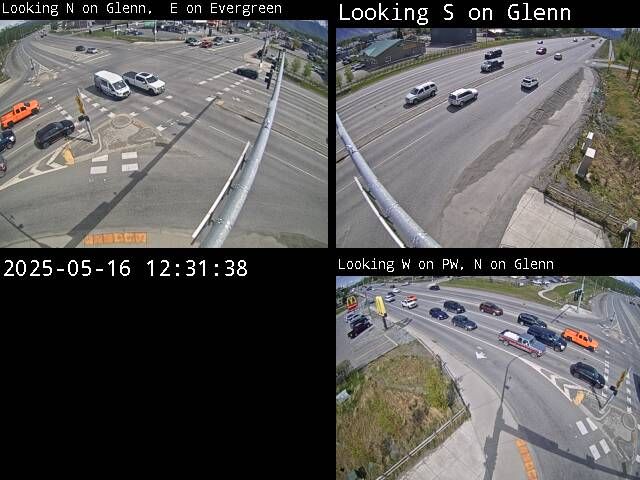 Looking N on Glenn, E on Evergreen
Looking S on Glenn
2025-05-16 12:31:38
Looking W on PW, N on Glenn